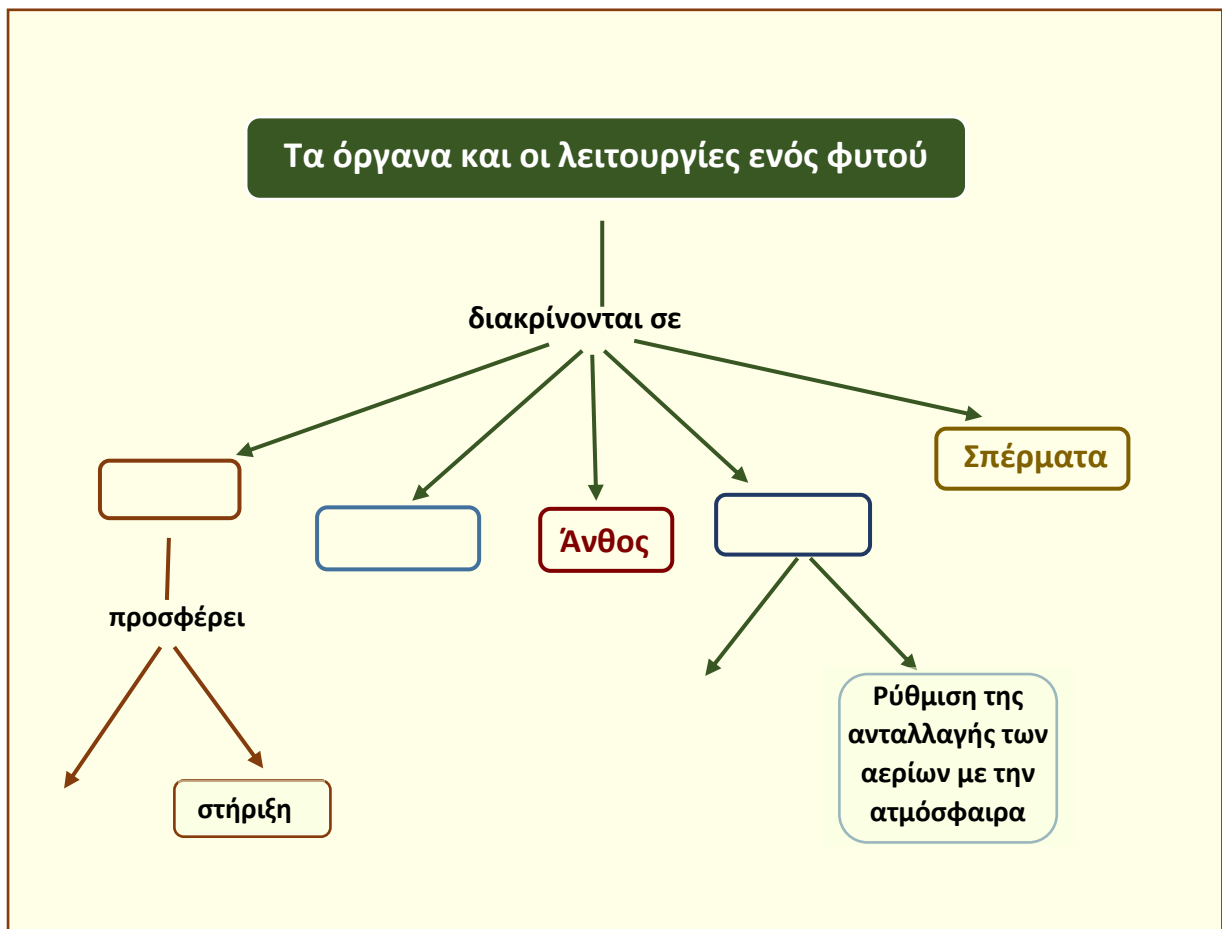 Τα όργανα και οι λειτουργίες ενός φυτού
διακρίνονται σε
Σπέρματα
Άνθος
προσφέρει
στήριξη
Ρύθμιση της
ανταλλαγής των
αερίων με την
ατμόσφαιρα